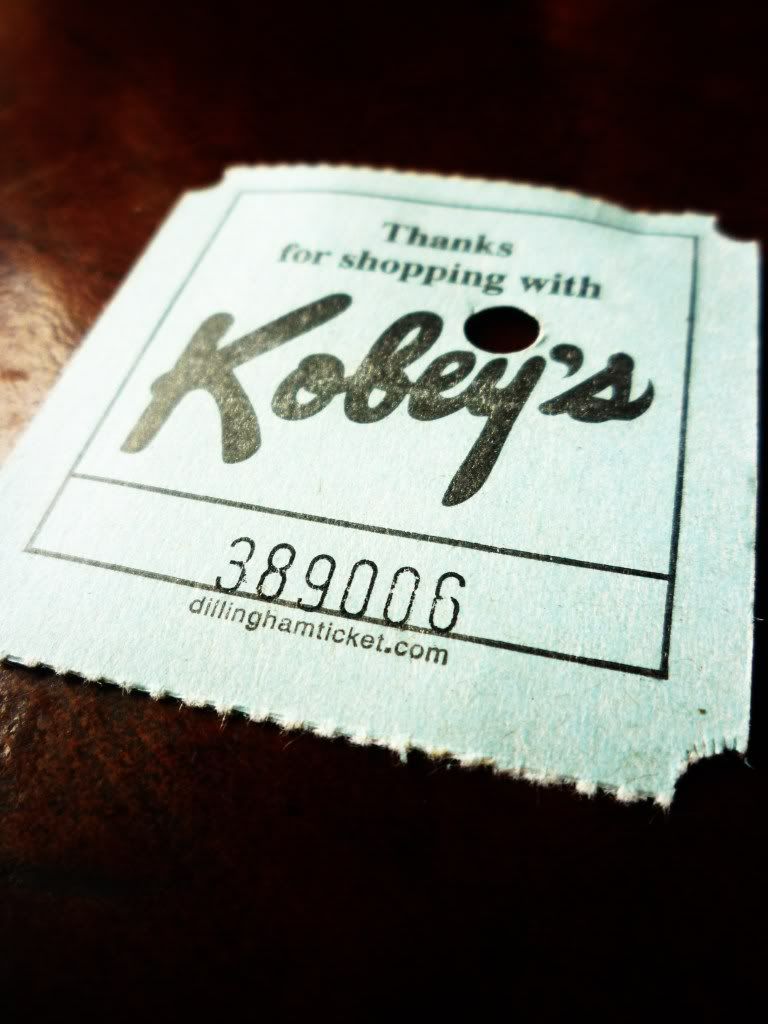 Thanks
for shopping with
Kobey's
389006
dillinghamticket.com